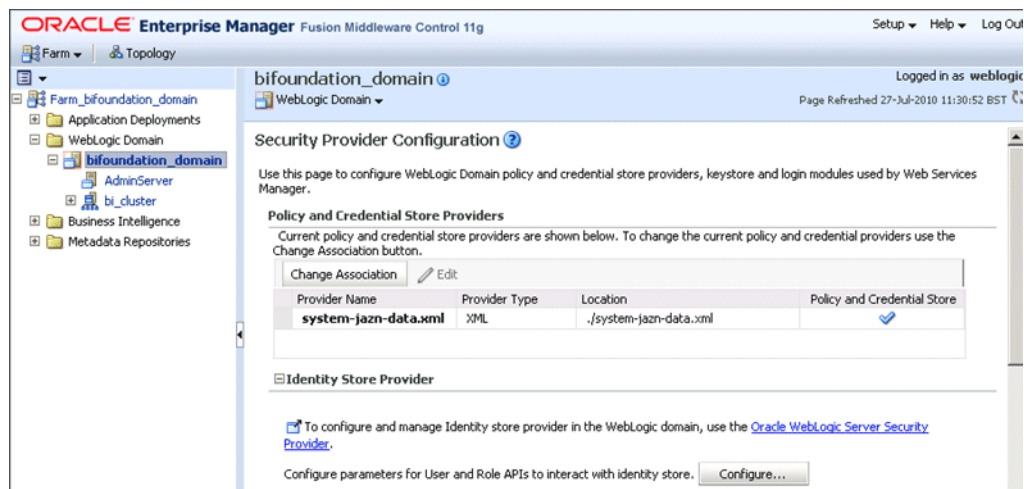 ORACLE Enterprise Manager Fusion Middleware Control 11g
Setup Help Log Out
Farm Topology
bifoundation_domain
Logged in as weblogic
WebLogic Domain
Page Refreshed 27-Jul-2010 11:30:52 BST
Farm_bifoundation_domain
Application Deployments
WebLogic Domain
bifoundation_domain
AdminServer
bi_cluster
Business Intelligence
Metadata Repositories
Security Provider Configuration
Use this page to configure WebLogic Domain policy and credential store providers, keystore and login modules used by Web Services
Manager.
Policy and Credential Store Providers
Current policy and credential store providers are shown below. To change the current policy and credential providers use the
Change Association button.
Change Association Edit
Provider Name Provider Type Location Policy and Credential Store
system-jazn-data.xml XML ./system-jazn-data.xml
Identity Store Provider
To configure and manage Identity store provider in the WebLogic domain, use the Oracle WebLogic Server Security
Provider.
Configure parameters for User and Role APIs to interact with identity store. Configure...